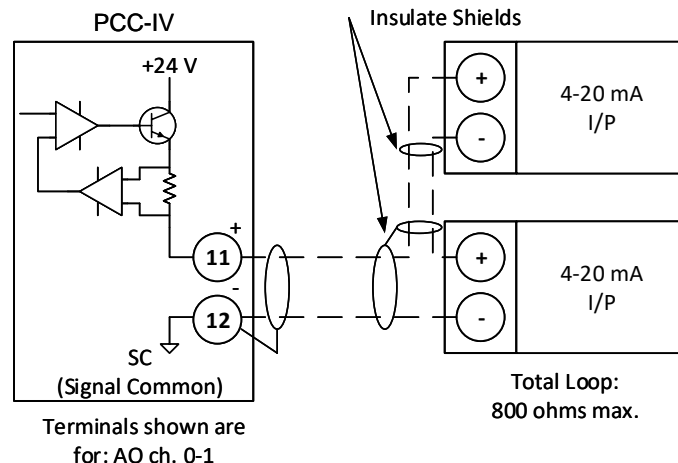 PCC-IV
Insulate Shields
+24 V
+
11
-
12
SC
(Signal Common)
Terminals shown are
for: AO ch. 0-1
+
-
4-20 mA
I/P
+
-
4-20 mA
I/P
Total Loop:
800 ohms max.